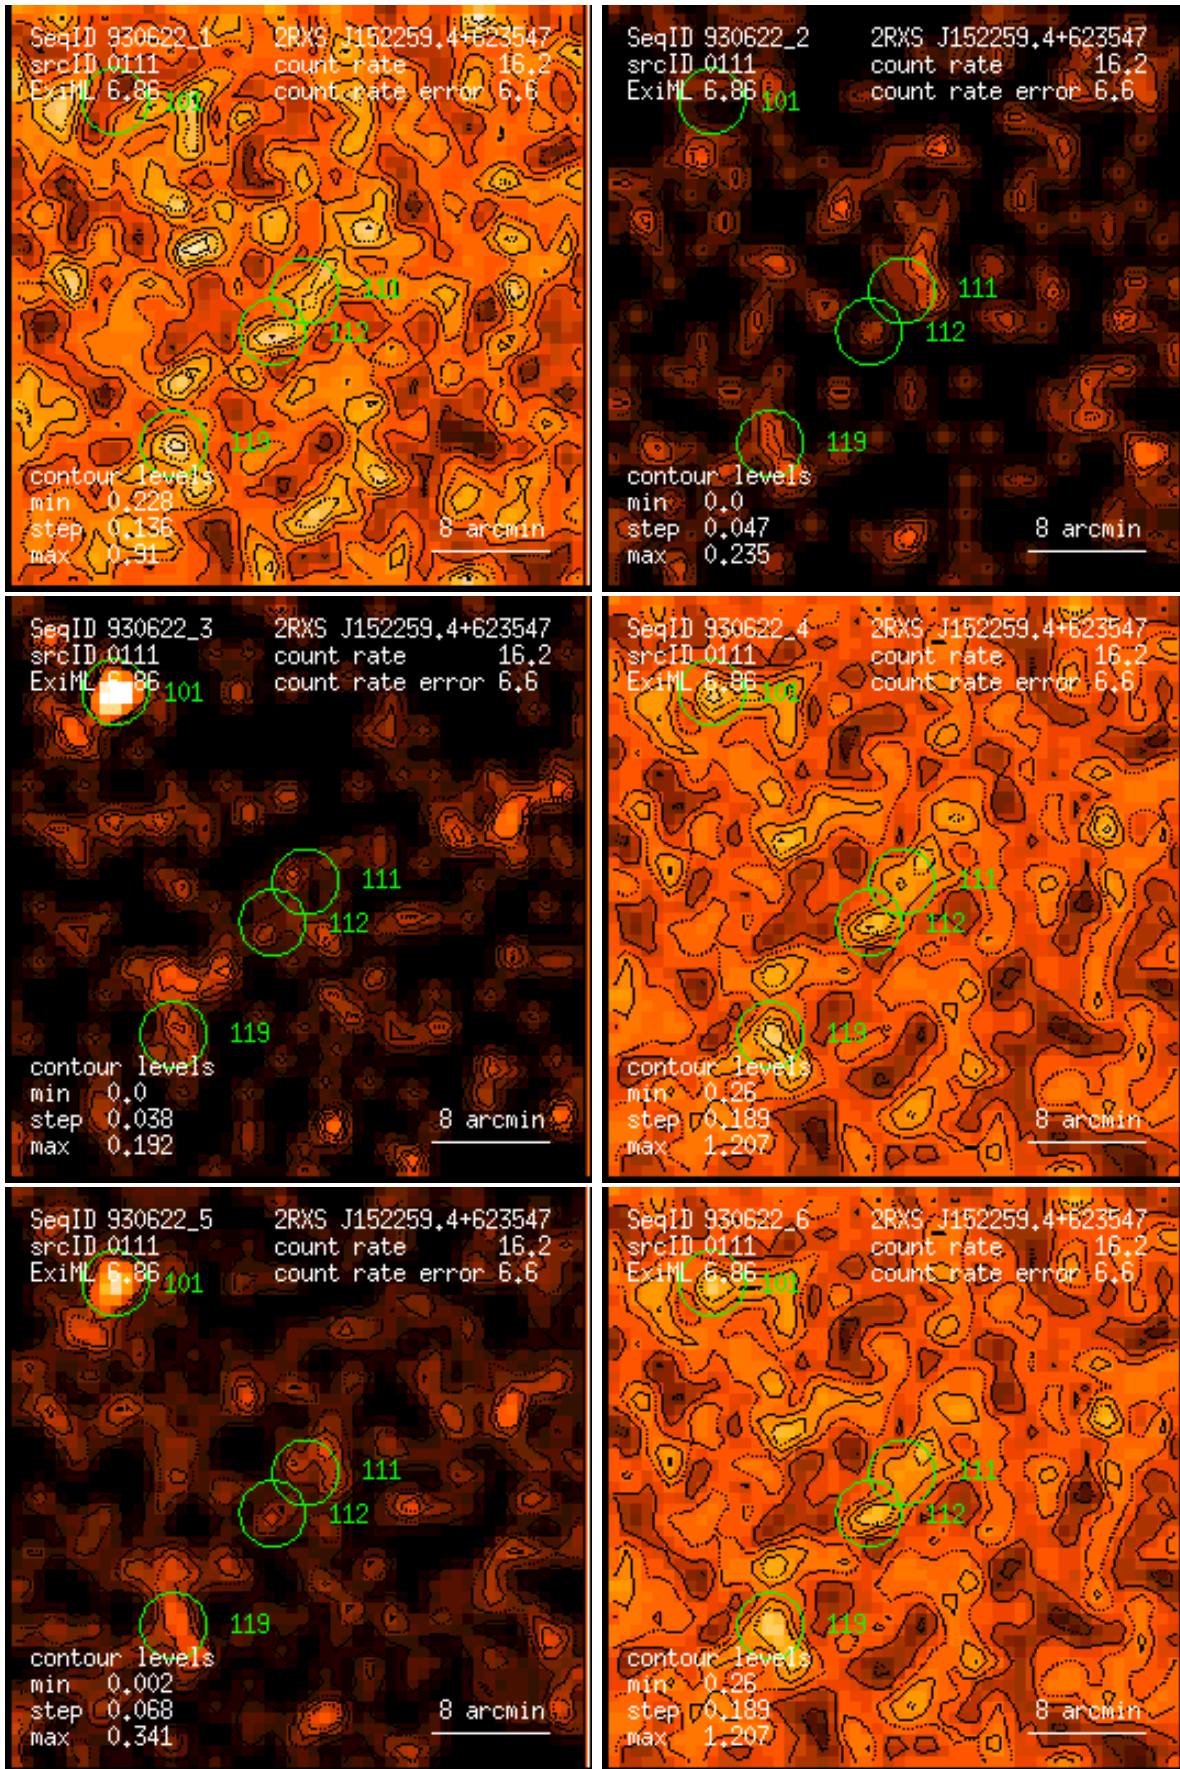 SeqID 930622_1 2RXS J152259.4+623547
srcID 0111 count rate 16.2
ExiML 6.86 count rate error 6.6
101
111
112
119
contour levels
min 0.228
step 0.136
max 0.91
8 arcmin
SeqID 930622_2 2RXS J152259.4+623547
srcID 0111 count rate 16.2
ExiML 6.86 count rate error 6.6
101
111
112
119
contour levels
min 0.0
step 0.047
max 0.235
8 arcmin
SeqID 930622_3 2RXS J152259.4+623547
srcID 0111 count rate 16.2
ExiML 6.86 count rate error 6.6
101
111
112
119
contour levels
min 0.0
step 0.038
max 0.192
8 arcmin
SeqID 930622_4 2RXS J152259.4+623547
srcID 0111 count rate 16.2
ExiML 6.86 count rate error 6.6
101
111
112
119
contour levels
min 0.26
step 0.189
max 1.207
8 arcmin
SeqID 930622_5 2RXS J152259.4+623547
srcID 0111 count rate 16.2
ExiML 6.86 count rate error 6.6
101
111
112
119
contour levels
min 0.002
step 0.068
max 0.341
8 arcmin
SeqID 930622_6 2RXS J152259.4+623547
srcID 0111 count rate 16.2
ExiML 6.86 count rate error 6.6
101
111
112
119
contour levels
min 0.26
step 0.189
max 1.207
8 arcmin